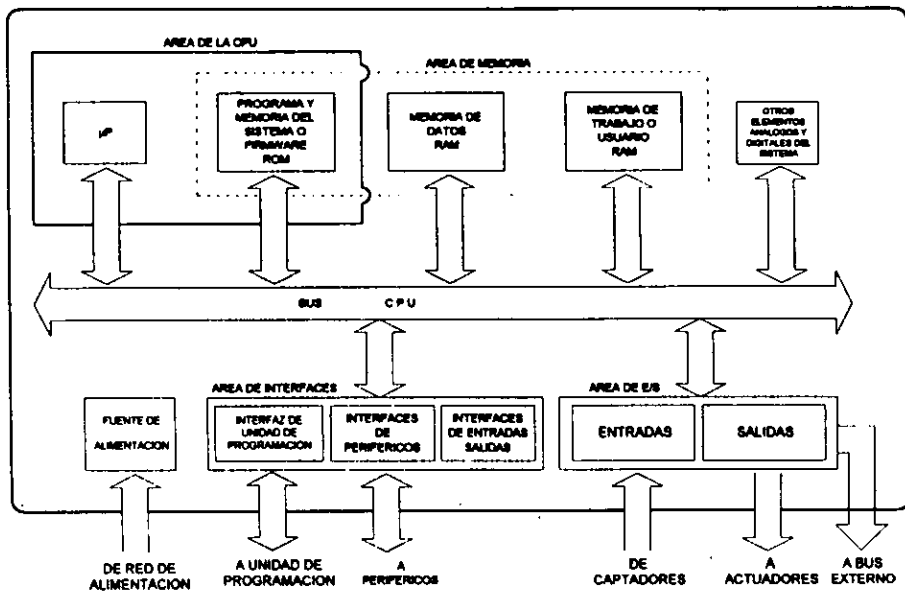 AREA DE LA CPU
AREA DE MEMORIA
µP
PROGRAMA Y
MEMORIA DEL
SISTEMA O
FIRMWARE
ROM
MEMORIA DE
DATOS
RAM
MEMORIA DE
TRABAJO O
USUARIO
RAM
OTROS
ELEMENTOS
ANALOGOS Y
DIGITALES DEL
SISTEMA
BUS C P U
AREA DE INTERFACES
AREA DE E/S
FUENTE DE
ALIMENTACION
INTERFAZ DE
UNIDAD DE
PROGRAMACION
INTERFACES
DE
PERIFERICOS
INTERFACES
DE ENTRADAS
SALIDAS
ENTRADAS
SALIDAS
DE RED DE
ALIMENTACION
A UNIDAD DE
PROGRAMACION
A
PERIFERICOS
DE
CAPTADORES
A
ACTUADORES
A BUS
EXTERNO